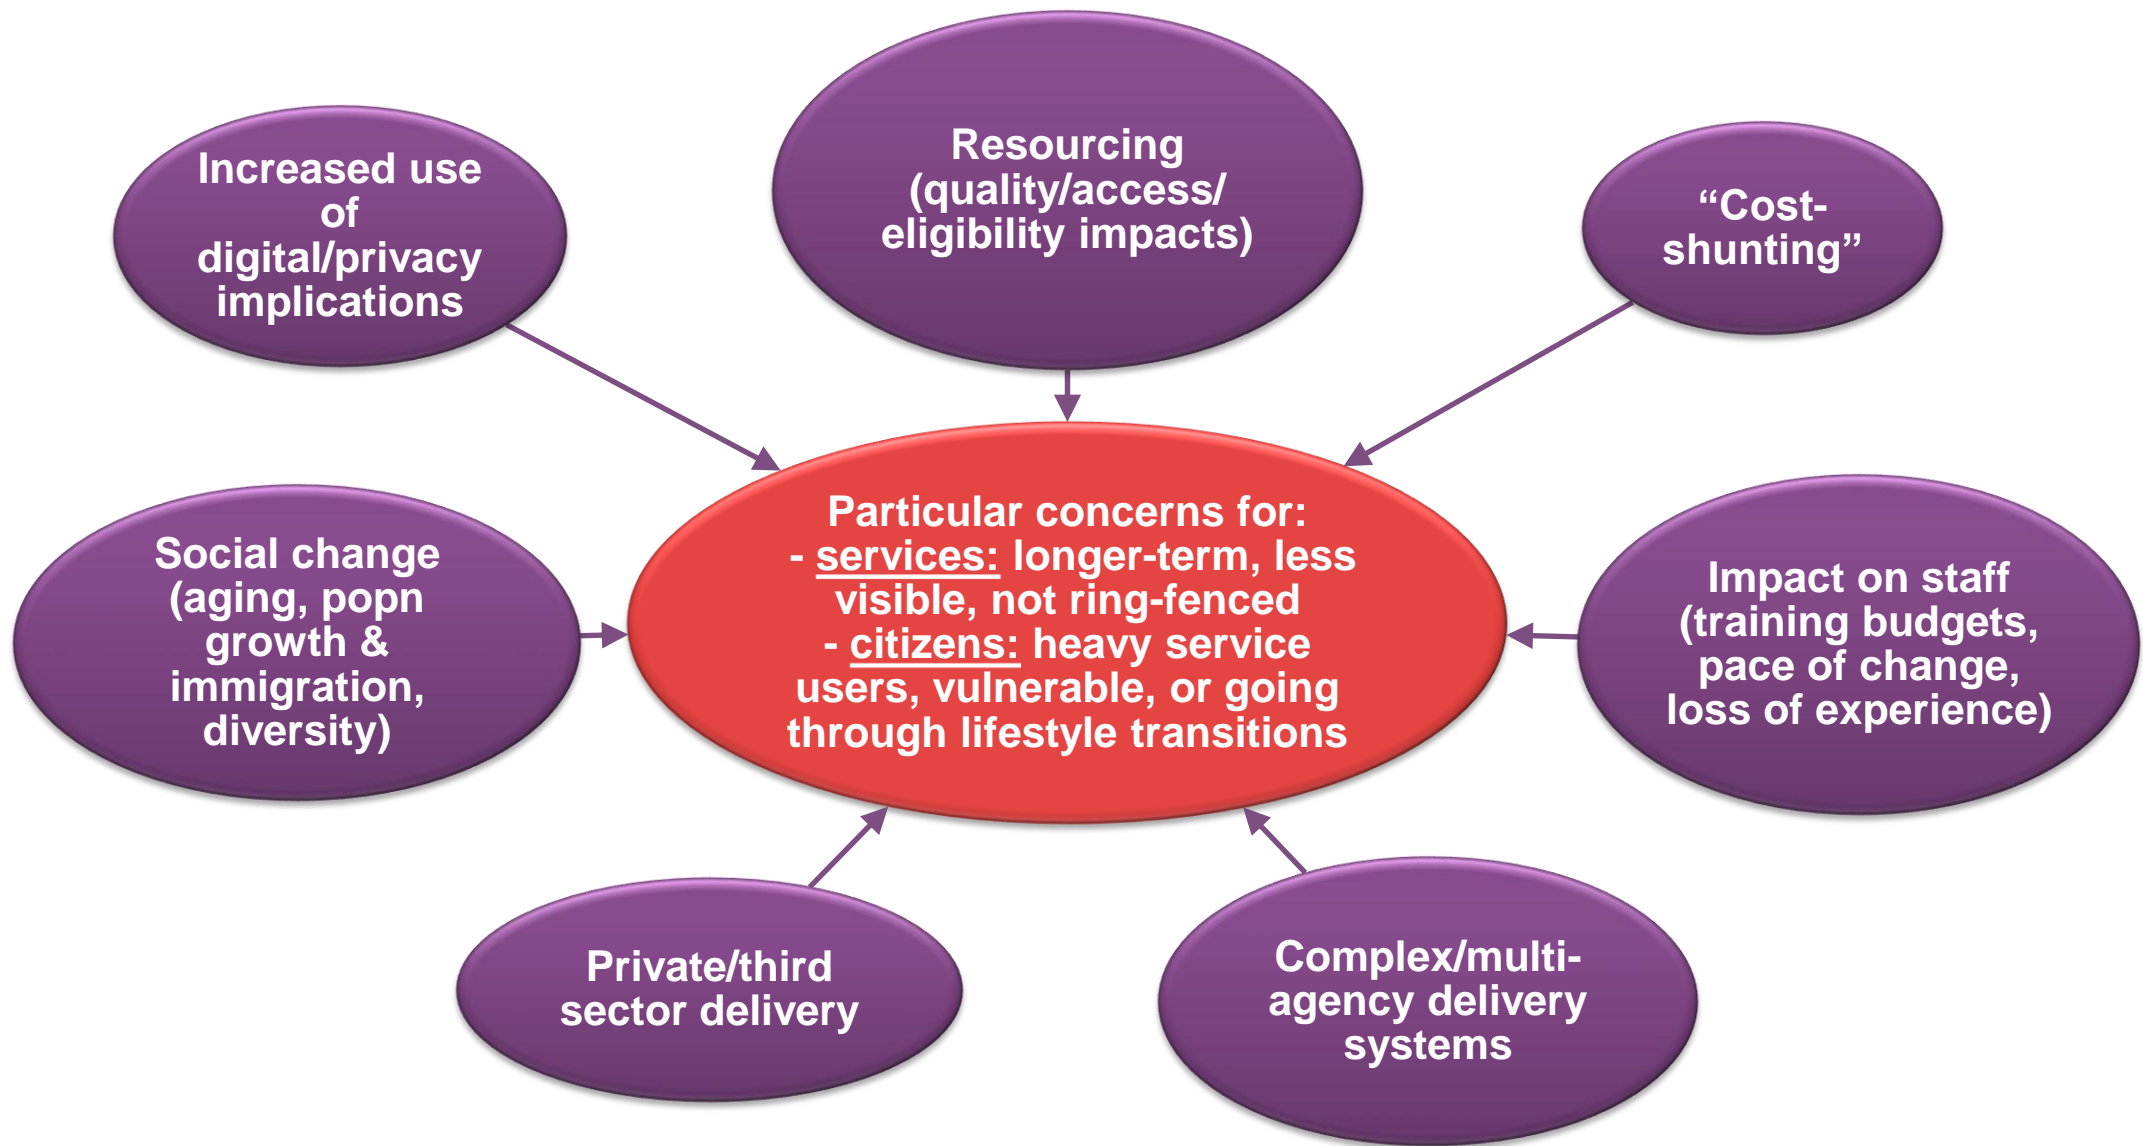 Increased use
of
digital/privacy
implications
Resourcing
(quality/access/
eligibility impacts)
“Cost-
shunting”
Social change
(aging, popn
growth &
immigration,
diversity)
Particular concerns for:
- services: longer-term, less
visible, not ring-fenced
- citizens: heavy service
users, vulnerable, or going
through lifestyle transitions
Impact on staff
(training budgets,
pace of change,
loss of experience)
Private/third
sector delivery
Complex/multi-
agency delivery
systems